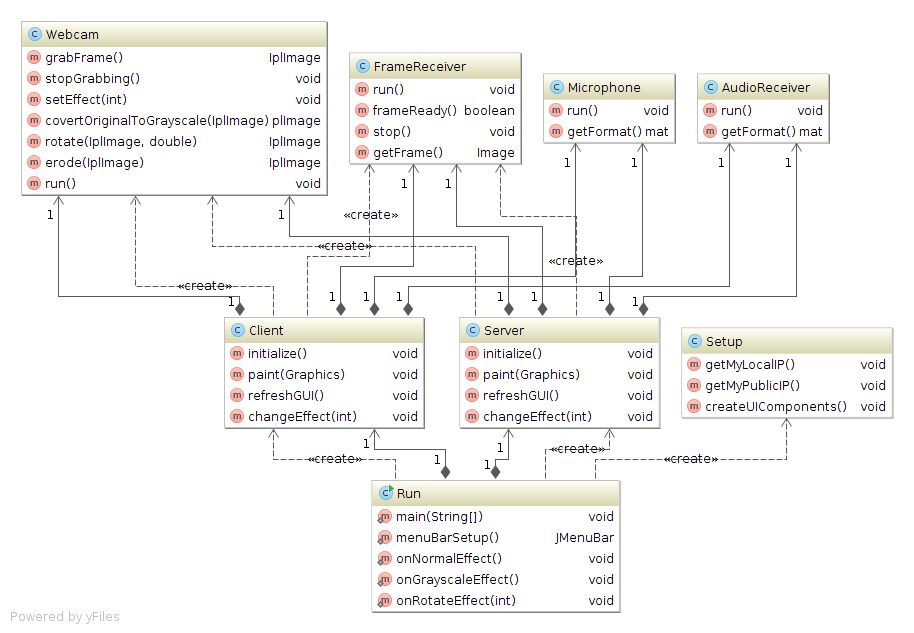 C Webcam
m grabFrame() IplImage
m stopGrabbing() void
m setEffect(int) void
m covertOriginalToGrayscale(IplImage) plImage
m rotate(IplImage, double) IplImage
m erode(IplImage) IplImage
m run() void
C FrameReceiver
m run() void
m frameReady() boolean
m stop() void
m getFrame() Image
C Microphone
m run() void
m getFormat() mat
C AudioReceiver
m run() void
m getFormat() mat
1
1
1
1
1
1
1
1
«create»
«create»
«create»
«create»
1
1
1
1
1
1
1
1
C Client
m initialize() void
m paint(Graphics) void
m refreshGUI() void
m changeEffect(int) void
C Server
m initialize() void
m paint(Graphics) void
m refreshGUI() void
m changeEffect(int) void
C Setup
m getMyLocalIP() void
m getMyPublicIP() void
m createUIComponents() void
1
1
«create»
1
1
«create»
«create»
C Run
m main(String[]) void
m menuBarSetup() JMenuBar
m onNormalEffect() void
m onGrayscaleEffect() void
m onRotateEffect(int) void
Powered by yFiles